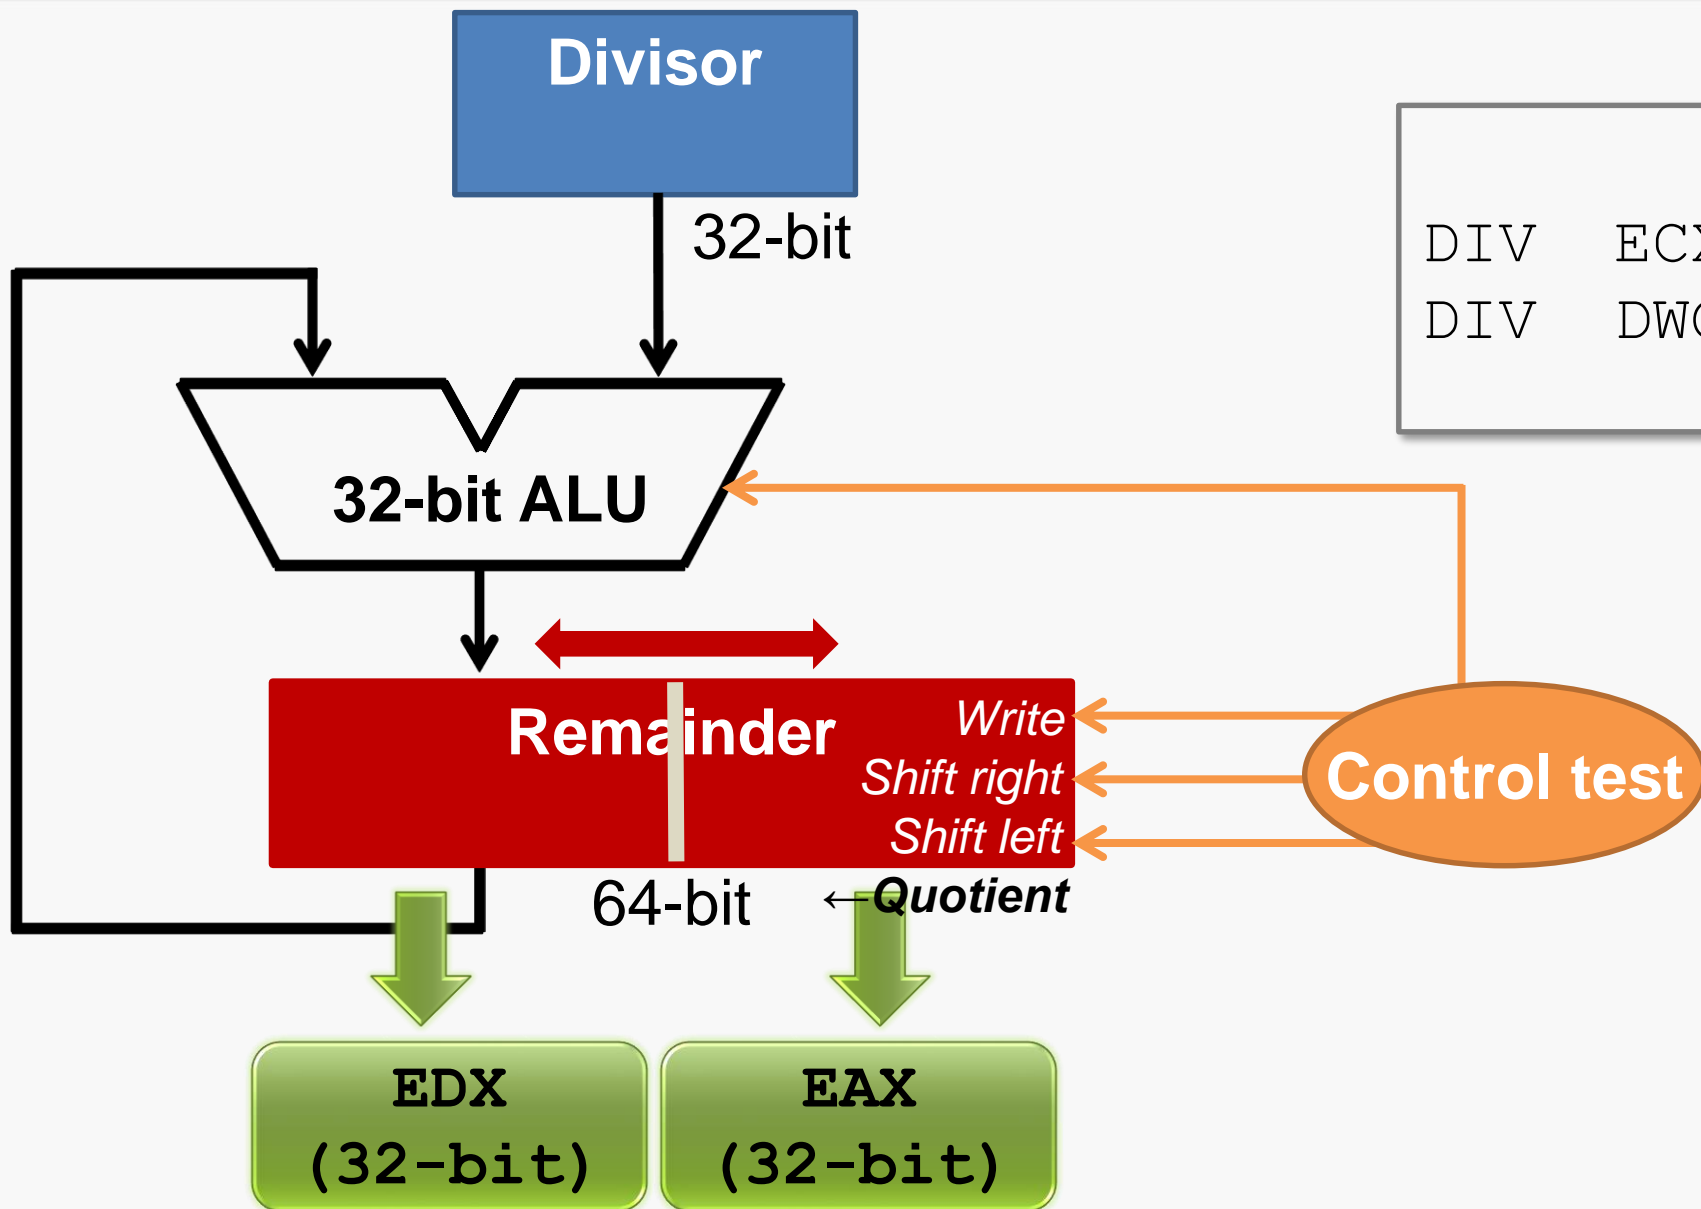 Divisor
32-bit
DIV ECX
DIV
32-bit ALU
Remainder
Write
Shift right
Shift left
Control test
64-bit
←Quotient
EDX
(32-bit)
EAX
(32-bit)